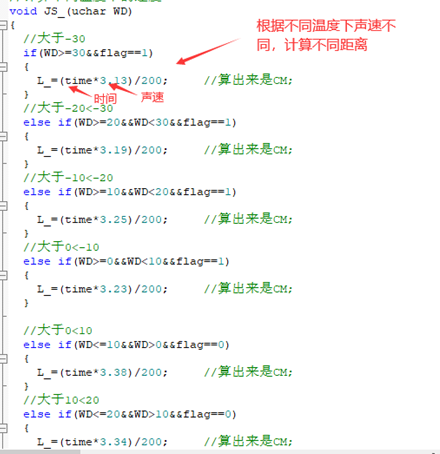 void JS_(uchar WD)
{
//大于-30
if(WD>=30&&flag==1)
{
L_=(time*3.13)/200; //算出来是CM;
}
//大于-20<-30
else if(WD>=20&&WD<30&&flag==1)
{
L_=(time*3.19)/200; //算出来是CM;
}
//大于-10<-20
else if(WD>=10&&WD<20&&flag==1)
{
L_=(time*3.25)/200; //算出来是CM;
}
//大于0<-10
else if(WD>=0&&WD<10&&flag==1)
{
L_=(time*3.23)/200; //算出来是CM;
}
//大于0<10
else if(WD<=10&&WD>0&&flag==0)
{
L_=(time*3.38)/200; //算出来是CM;
}
//大于10<20
else if(WD<=20&&WD>10&&flag==0)
{
L_=(time*3.34)/200; //算出来是CM;
根据不同温度下声速不
同，计算不同距离
时间
声速